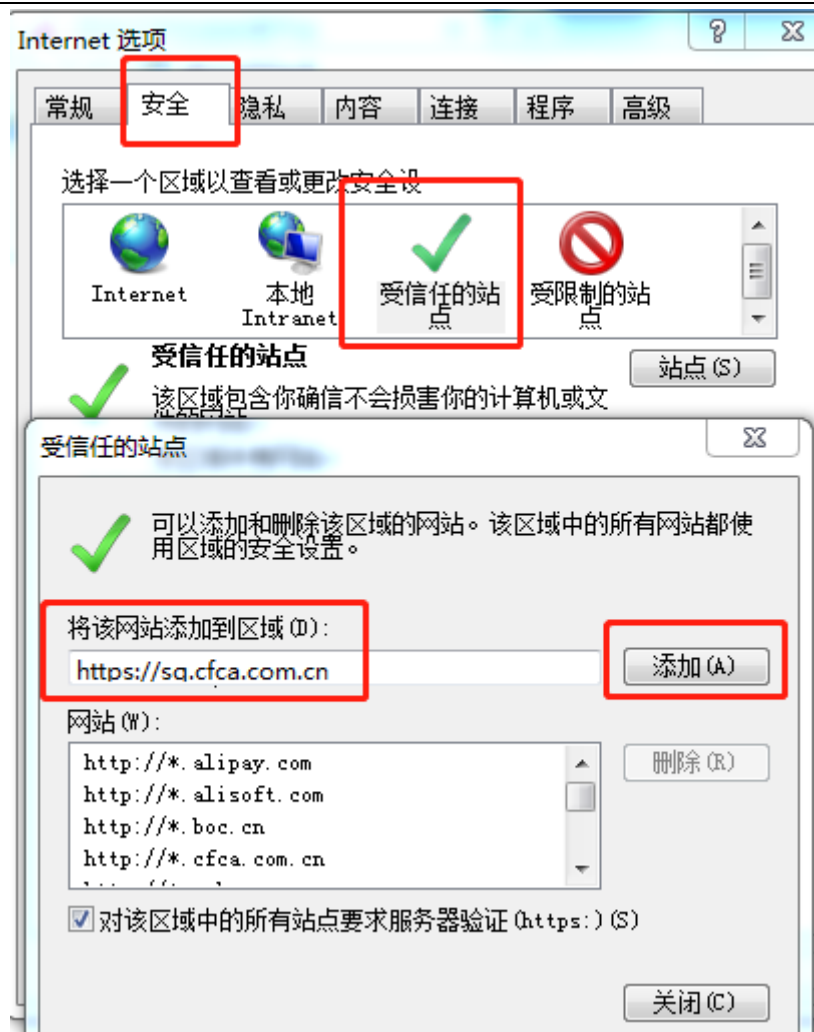 Internet 选项
常规 安全 隐私 内容 连接 程序 高级
选择一个区域以查看或更改安全设
Internet
本地
Intranet
受信任的站
点
受限制的站
点
受信任的站点
站点(S)
该区域包含你确信不会损害你的计算机或文
受信任的站点
可以添加和删除该区域的网站。该区域中的所有网站都使
用区域的安全设置。
将该网站添加到区域(D):
https://sq.cfca.com.cn
添加(A)
网站(W):
http://*.alipay.com
http://*.alisoft.com
http://*.boc.cn
http://*.cfca.com.cn
删除(R)
对该区域中的所有站点要求服务器验证(https:)(S)
关闭(C)